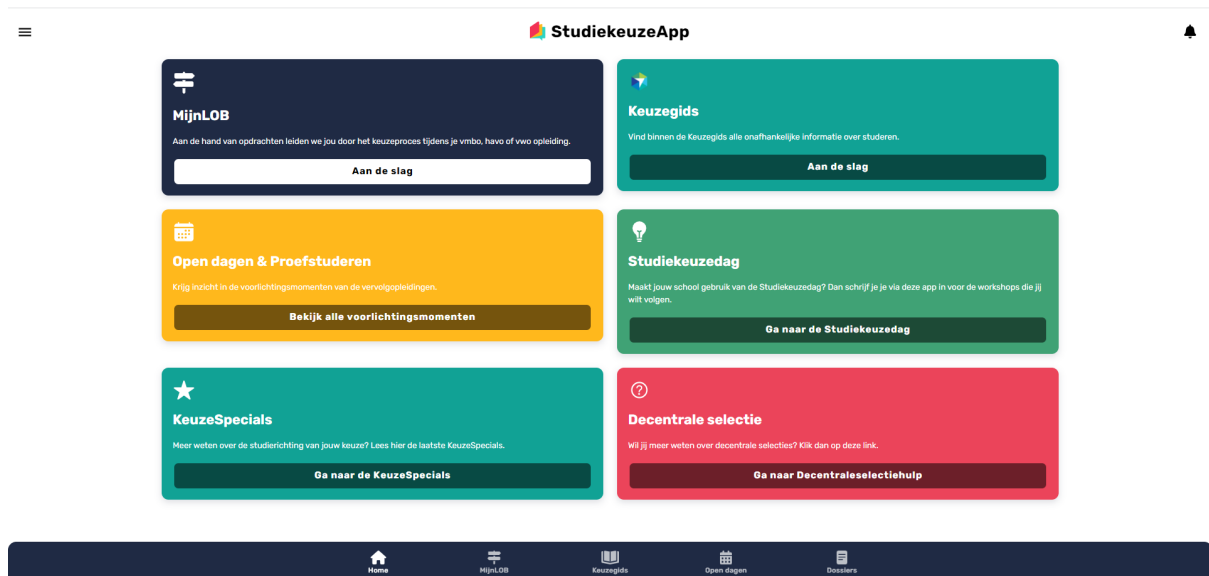 StudiekeuzeApp
MijnLOB
Aan de hand van opdrachten leiden we jou door het keuzeproces tijdens je vmbo, havo of vwo opleiding.
Aan de slag
Keuzegids
Vind binnen de Keuzegids alle onafhankelijke informatie over studeren.
Aan de slag
Open dagen & Proefstuderen
Krijg inzicht in de voorlichtingsmomenten van de vervolgopleidingen.
Bekijk alle voorlichtingsmomenten
Studiekeuzedag
Maakt jouw school gebruik van de Studiekeuzedag? Dan schrijf je je via deze app in voor de workshops die jij
wilt volgen.
Ga naar de Studiekeuzedag
KeuzeSpecials
Meer weten over de studierichting van jouw keuze? Lees hier de laatste KeuzeSpecials.
Ga naar de KeuzeSpecials
Decentrale selectie
Wil jij meer weten over decentrale selecties? Klik dan op deze link.
Ga naar Decentraleselectiehulp
Home
MijnLOB
Keuzegids
Open dagen
Dossiers